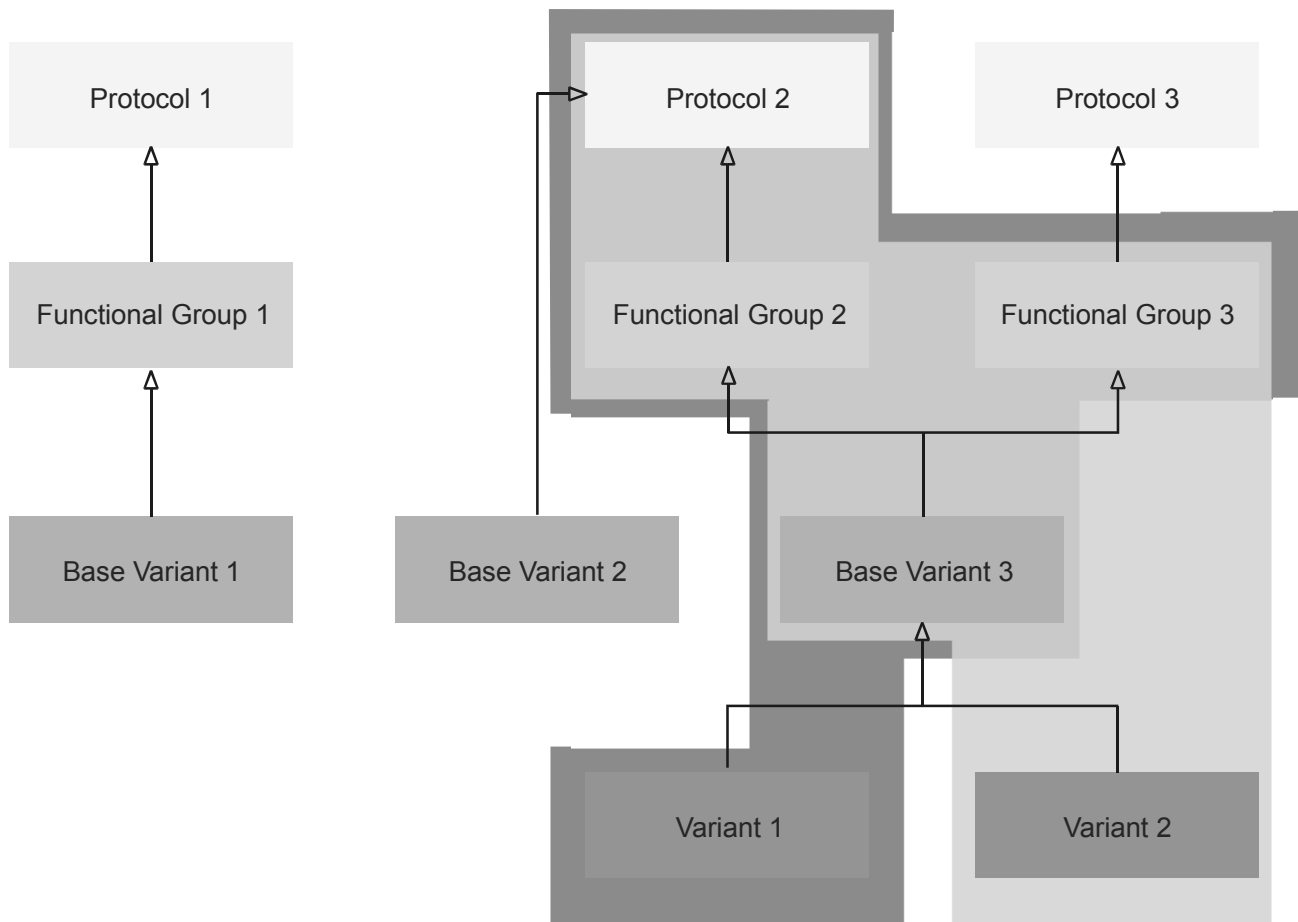 Protocol 1
Protocol 2
Protocol 3
Functional Group 1
Functional Group 2
Functional Group 3
Base Variant 1
Base Variant 2
Base Variant 3
Variant 1
Variant 2